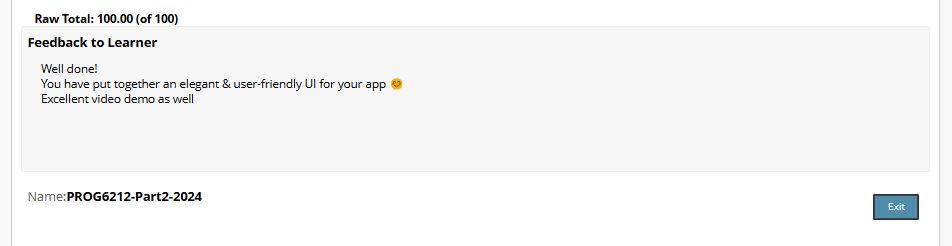 Raw Total: 100.00 (of 100)
Feedback to Learner
Well done!
You have put together an elegant & user-friendly UI for your app 😊
Excellent video demo as well
Name:PROG6212-Part2-2024
Exit